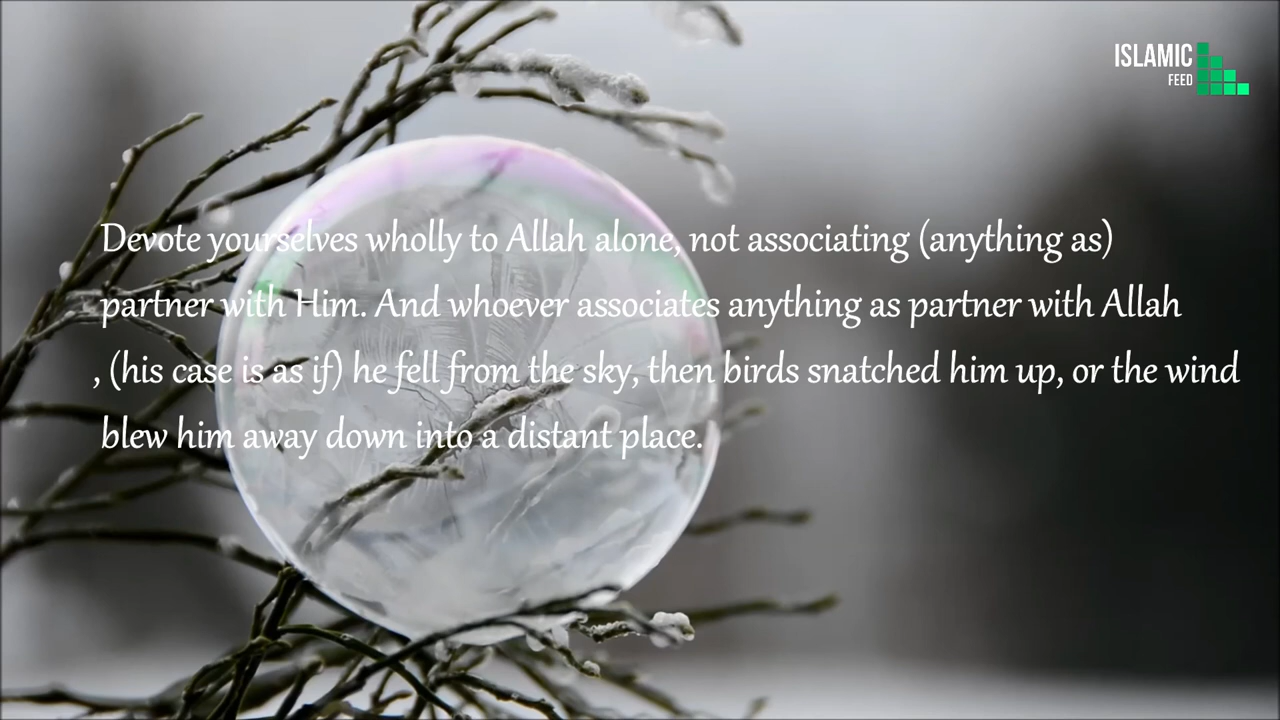 ISLAMIC
FEED
Devote yourselves wholly to Allah alone, not associating (anything as)
partner with Him. And whoever associates anything as partner with Allah
, (his case is as if) he fell from the sky, then birds snatched him up, or the wind
blew him away down into a distant place.